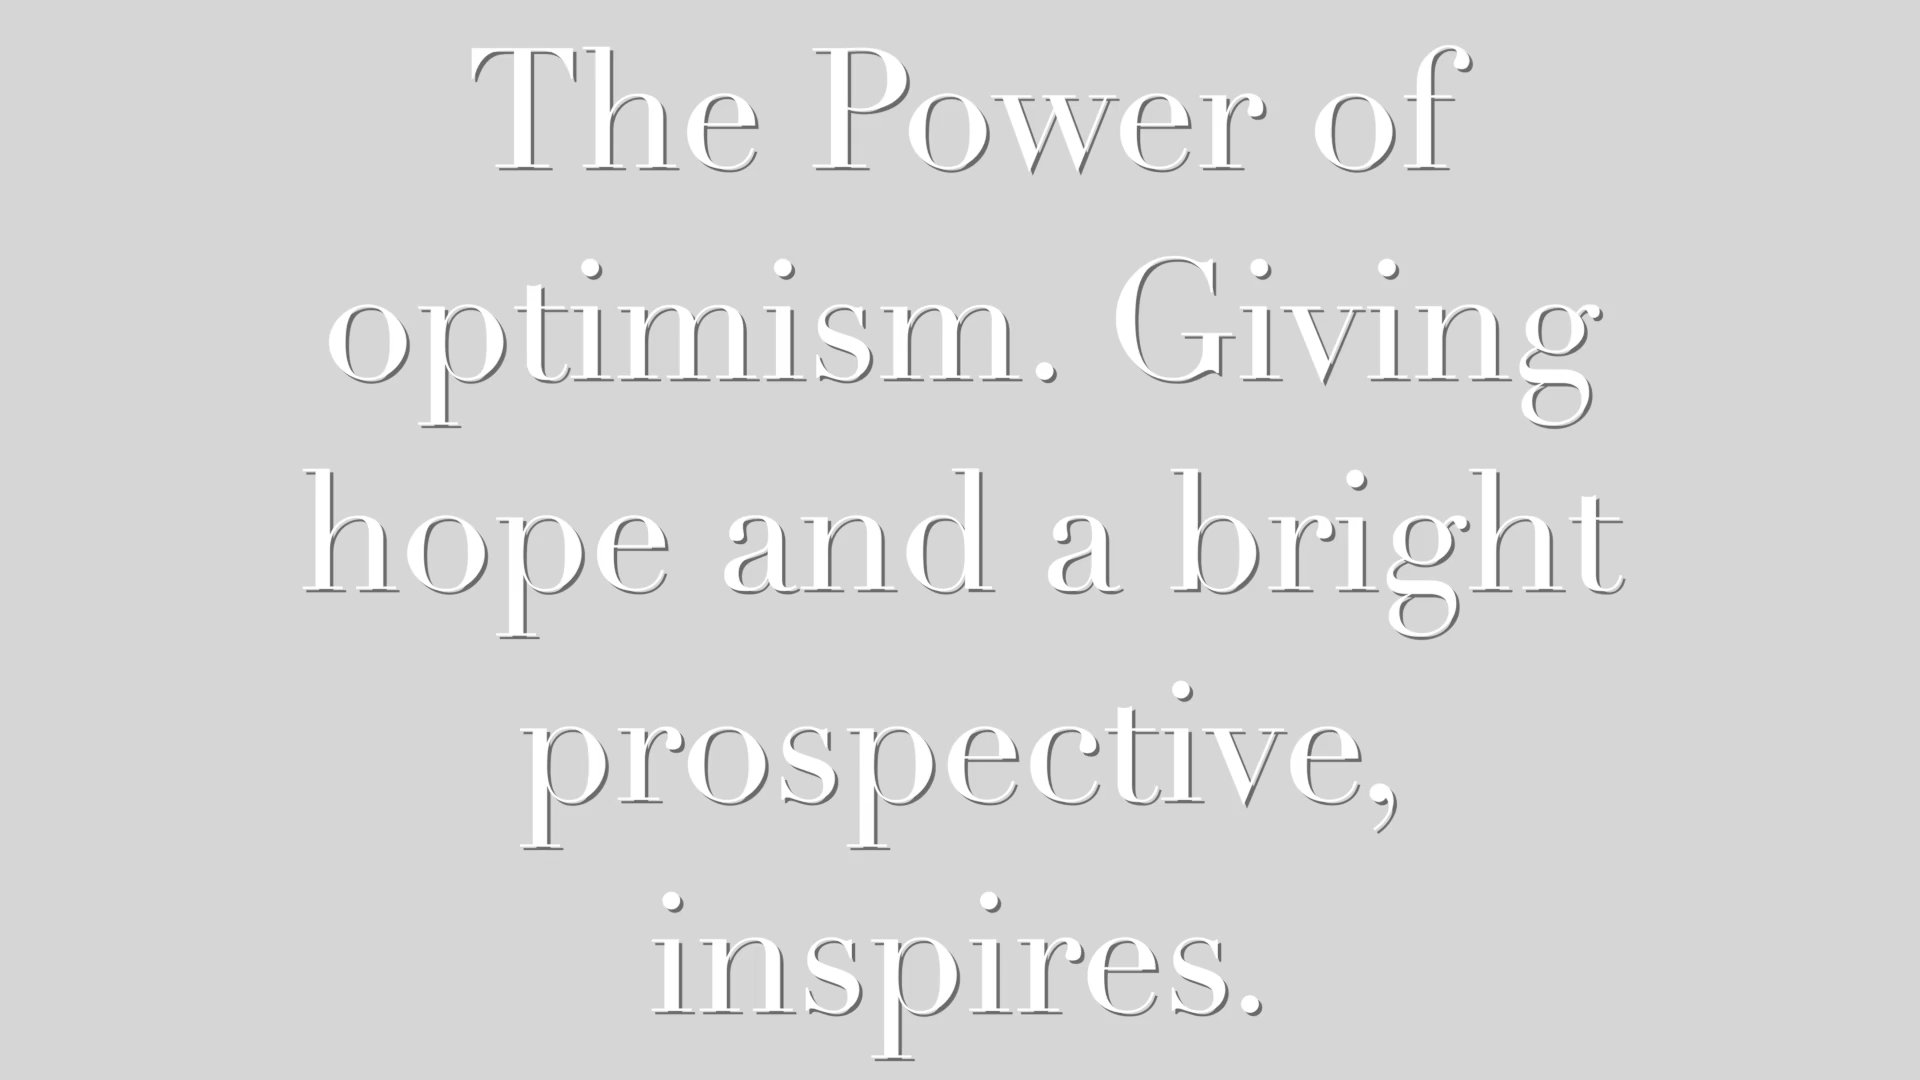 The Power of
optimism. Giving
hope and a bright
prospective,
inspires.